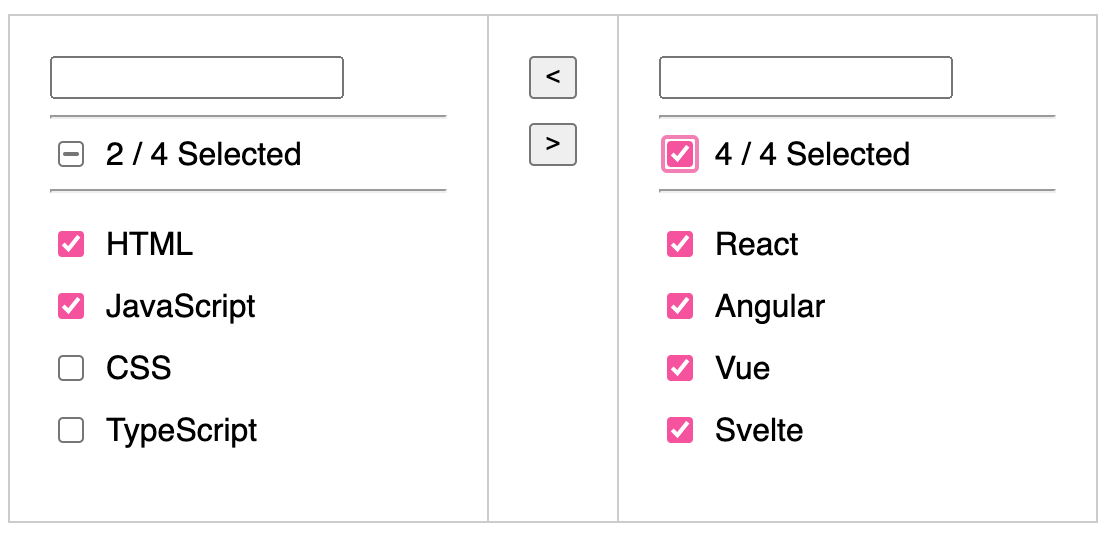 2 / 4 Selected
HTML
JavaScript
CSS
TypeScript
<
>
4 / 4 Selected
React
Angular
Vue
Svelte